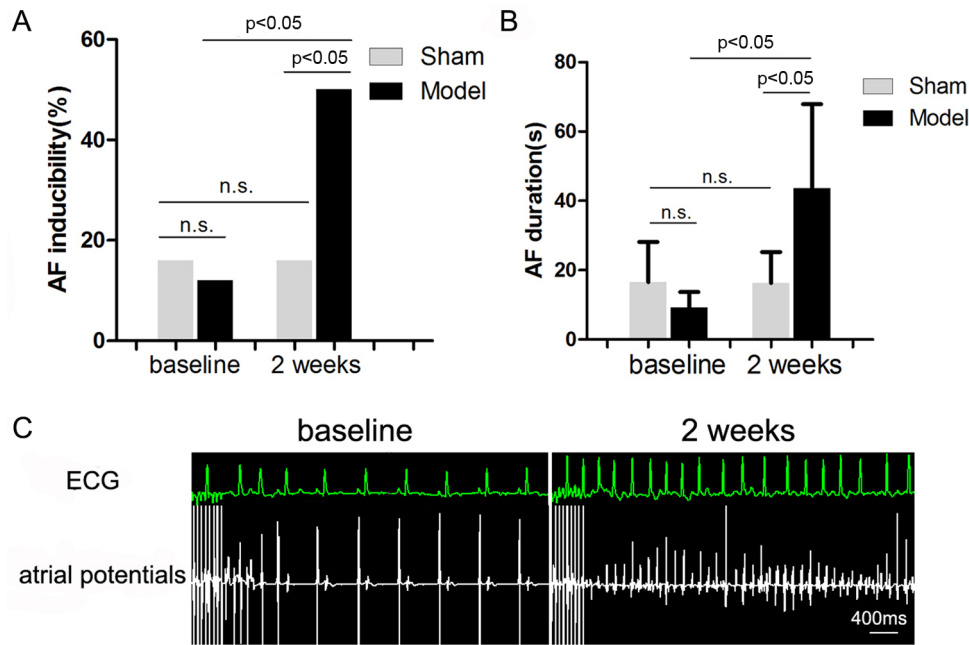 A
AF inducibility(%)
60
40
20
0
p<0.05
p<0.05
n.s.
n.s.
Sham
Model
baseline
2 weeks
B
AF duration(s)
80
60
40
20
0
p<0.05
p<0.05
n.s.
n.s.
Sham
Model
baseline
2 weeks
C
baseline
2 weeks
ECG
atrial potentials
400ms